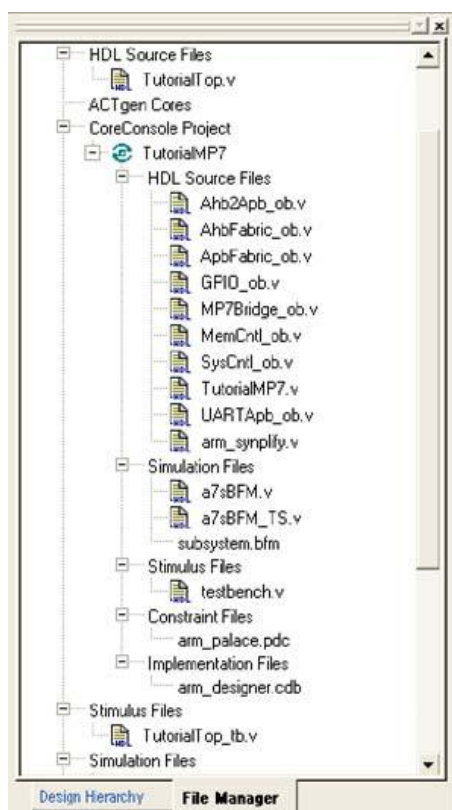 HDL Source Files
TutorialTop.v
ACTgen Cores
CoreConsole Project
TutorialMP7
HDL Source Files
Ahb2Apb_ob.v
AhbFabric_ob.v
ApbFabric_ob.v
GPIO_ob.v
MP7Bridge_ob.v
MemCntl_ob.v
SysCntl_ob.v
TutorialMP7.v
UARTApb_ob.v
arm_synplify.v
Simulation Files
a7sBFM.v
a7sBFM_TS.v
subsystem.bfm
Stimulus Files
testbench.v
Constraint Files
arm_palace.pdc
Implementation Files
arm_designer.cdb
Stimulus Files
TutorialTop_tb.v
Simulation Files
Design Hierarchy File Manager